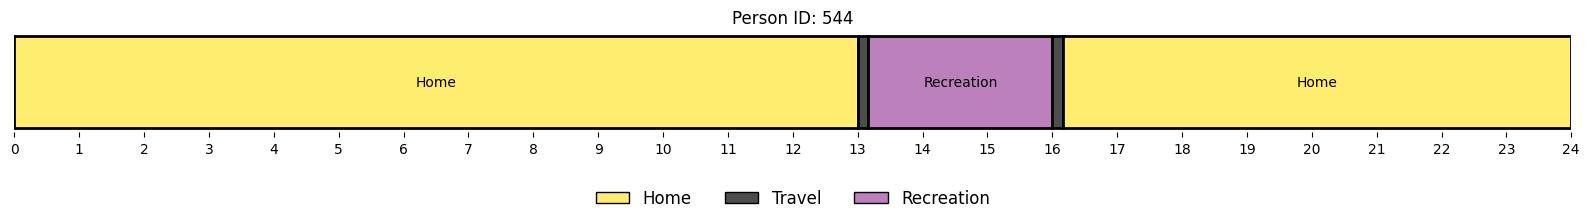 Person ID: 544
Home Recreation Home
0 1 2 3 4 5 6 7 8 9 10 11 12 13 14 15 16 17 18 19 20 21 22 23 24
Home Travel Recreation